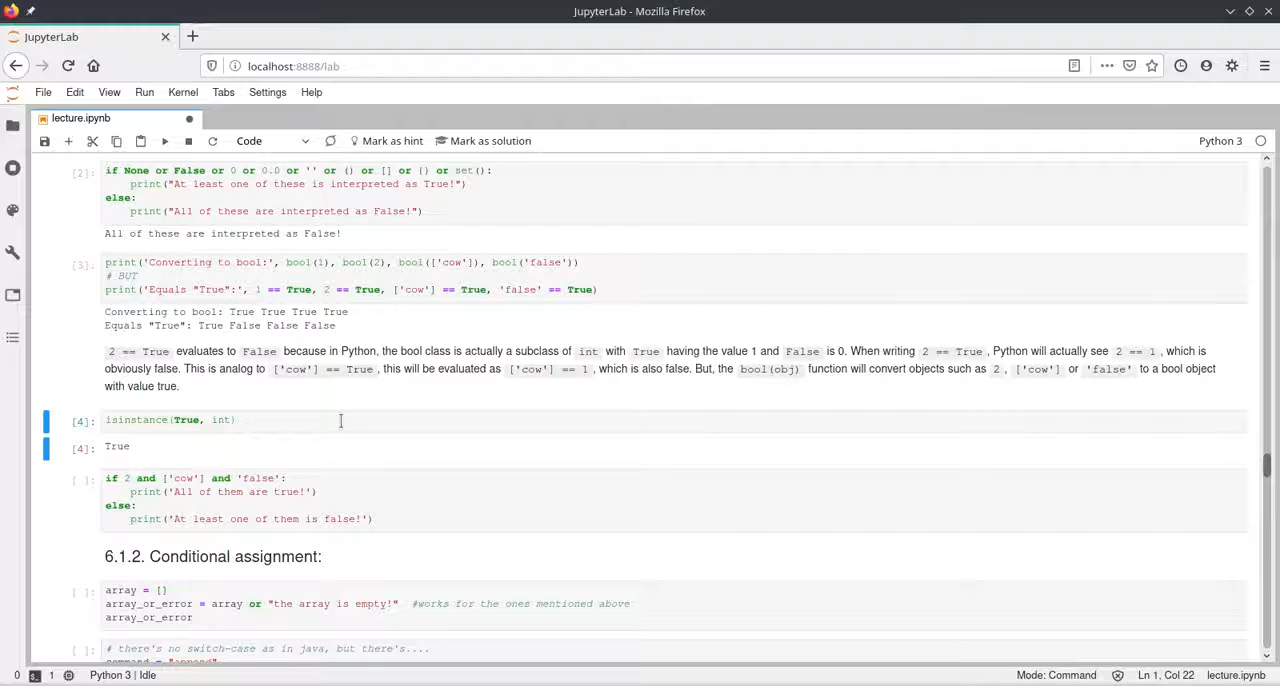 JupyterLab - Mozilla Firefox
JupyterLab
localhost:8888/lab
File Edit View Run Kernel Tabs Settings Help
lecture.ipynb
Code Mark as hint Mark as solution Python 3
[2]: if None or False or 0 or 0.0 or '' or () or [] or {} or set():
print("At least one of these is interpreted as True!")
else:
print("All of these are interpreted as False!")
All of these are interpreted as False!
[3]: print('Converting to bool:', bool(1), bool(2), bool(['cow']), bool('false'))
# BUT
print('Equals "True":', 1 == True, 2 == True, ['cow'] == True, 'false' == True)
Converting to bool: True True True True
Equals "True": True False False False
2 == True evaluates to False because in Python, the bool class is actually a subclass of int with True having the value 1 and False is 0. When writing 2 == True, Python will actually see 2 == 1, which is
obviously false. This is analog to ['cow'] == True, this will be evaluated as ['cow'] == 1, which is also false. But, the bool(obj) function will convert objects such as 2, ['cow'] or 'false' to a bool object
with value true.
[4]: isinstance(True, int)
[4]: True
[ ]: if 2 and ['cow'] and 'false':
print('All of them are true!')
else:
print('At least one of them is false!')
6.1.2. Conditional assignment:
[ ]: array = []
array_or_error = array or "the array is empty!" #works for the ones mentioned above
array_or_error
[ ]: # there's no switch-case as in java, but there's....
command = "append"
0 1 Python 3 | Idle Mode: Command Ln 1, Col 22 lecture.ipynb